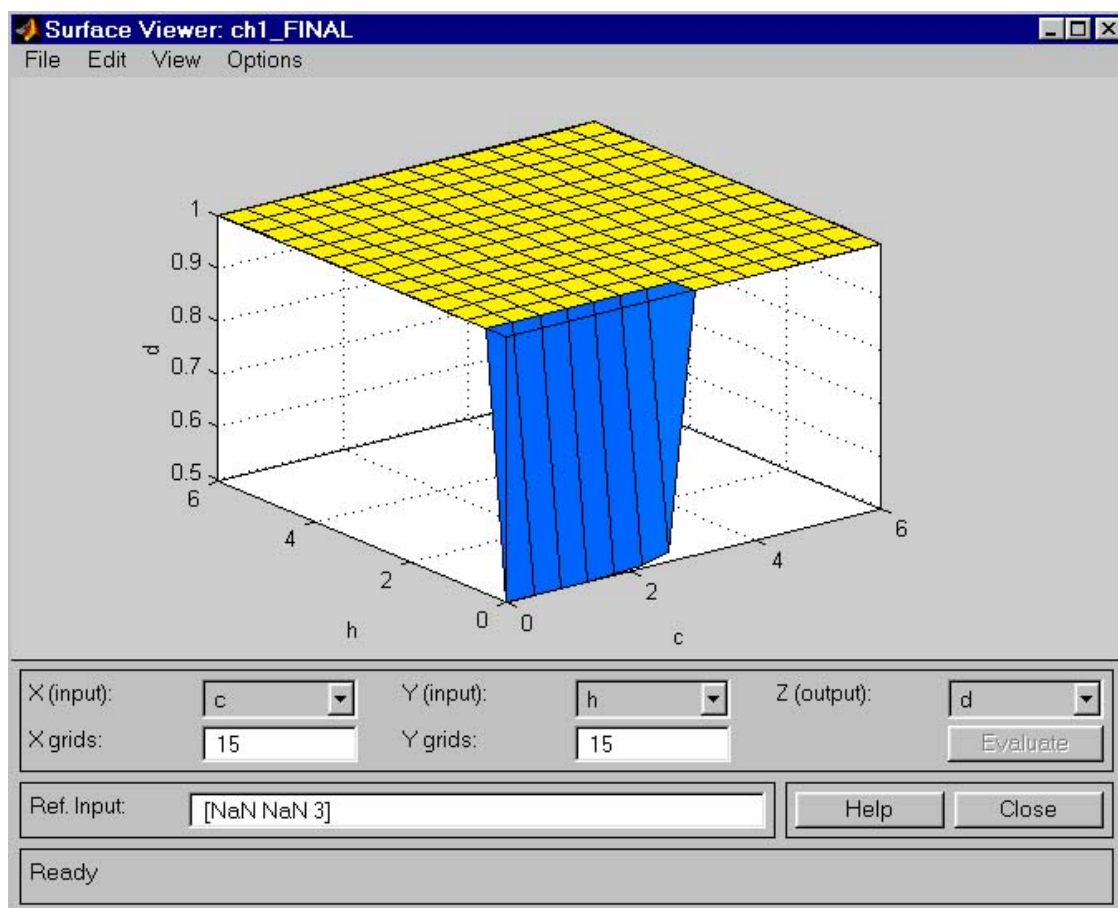 Surface Viewer: ch1_FINAL
File Edit View Options
1
0.9
0.8
0.7
0.6
0.5
d
6
4
2
0
h
0
2
4
6
c
X (input): c Y (input): h Z (output): d
X grids: 15 Y grids: 15 Evaluate
Ref. Input: [NaN NaN 3] Help Close
Ready